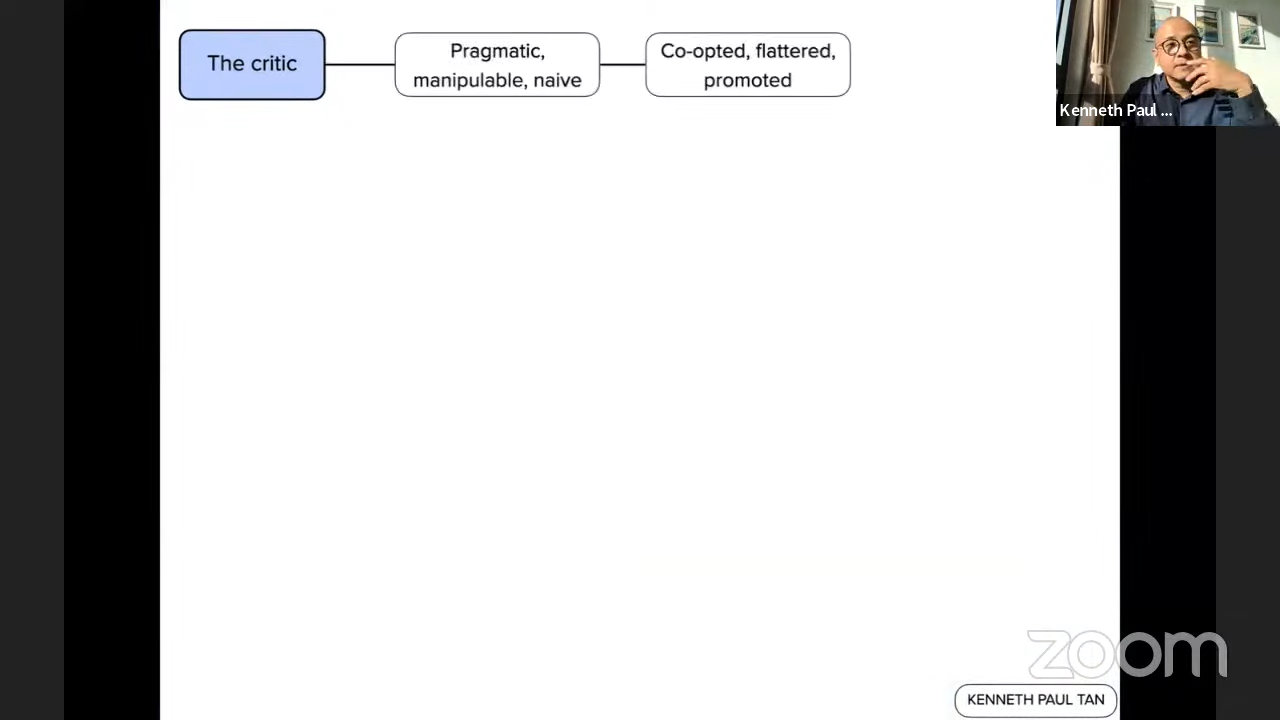 The critic
Pragmatic,
manipulable, naive
Co-opted, flattered,
promoted
Kenneth Paul ...
zoom
KENNETH PAUL TAN